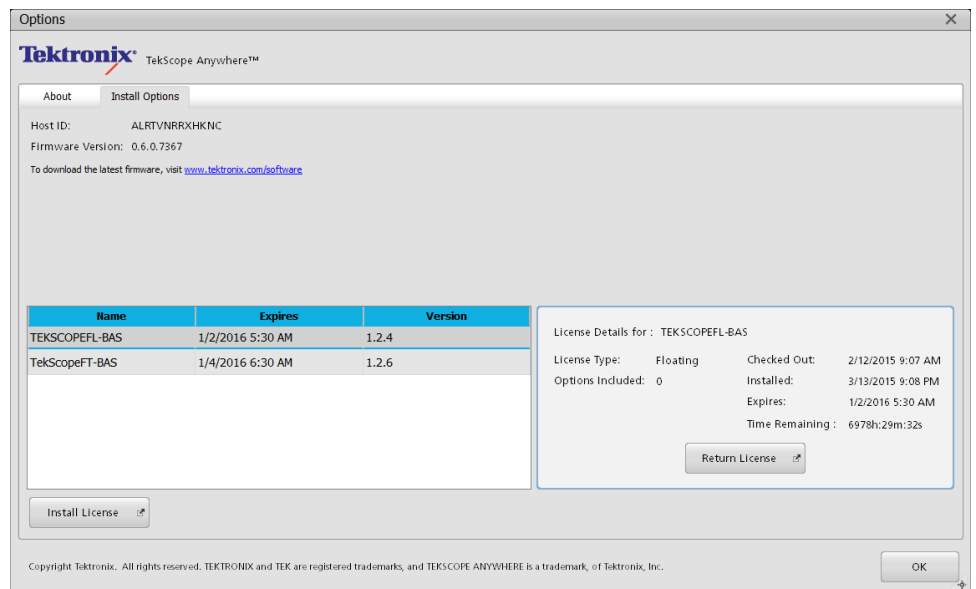 Options
Tektronix® TekScope Anywhere™
About Install Options
Host ID: ALRTVNRRXHKNC
Firmware Version: 0.6.0.7367
To download the latest firmware, visit www.tektronix.com/software
Name Expires Version
TEKSCOPEFL-BAS 1/2/2016 5:30 AM 1.2.4
TekScopeFT-BAS 1/4/2016 6:30 AM 1.2.6
License Details for : TEKSCOPEFL-BAS
License Type: Floating Checked Out: 2/12/2015 9:07 AM
Options Included: 0 Installed: 3/13/2015 9:08 PM
Expires: 1/2/2016 5:30 AM
Time Remaining : 6978h:29m:32s
Return License
Install License
Copyright Tektronix. All rights reserved. TEKTRONIX and TEK are registered trademarks, and TEKSCOPE ANYWHERE is a trademark, of Tektronix, Inc.
OK